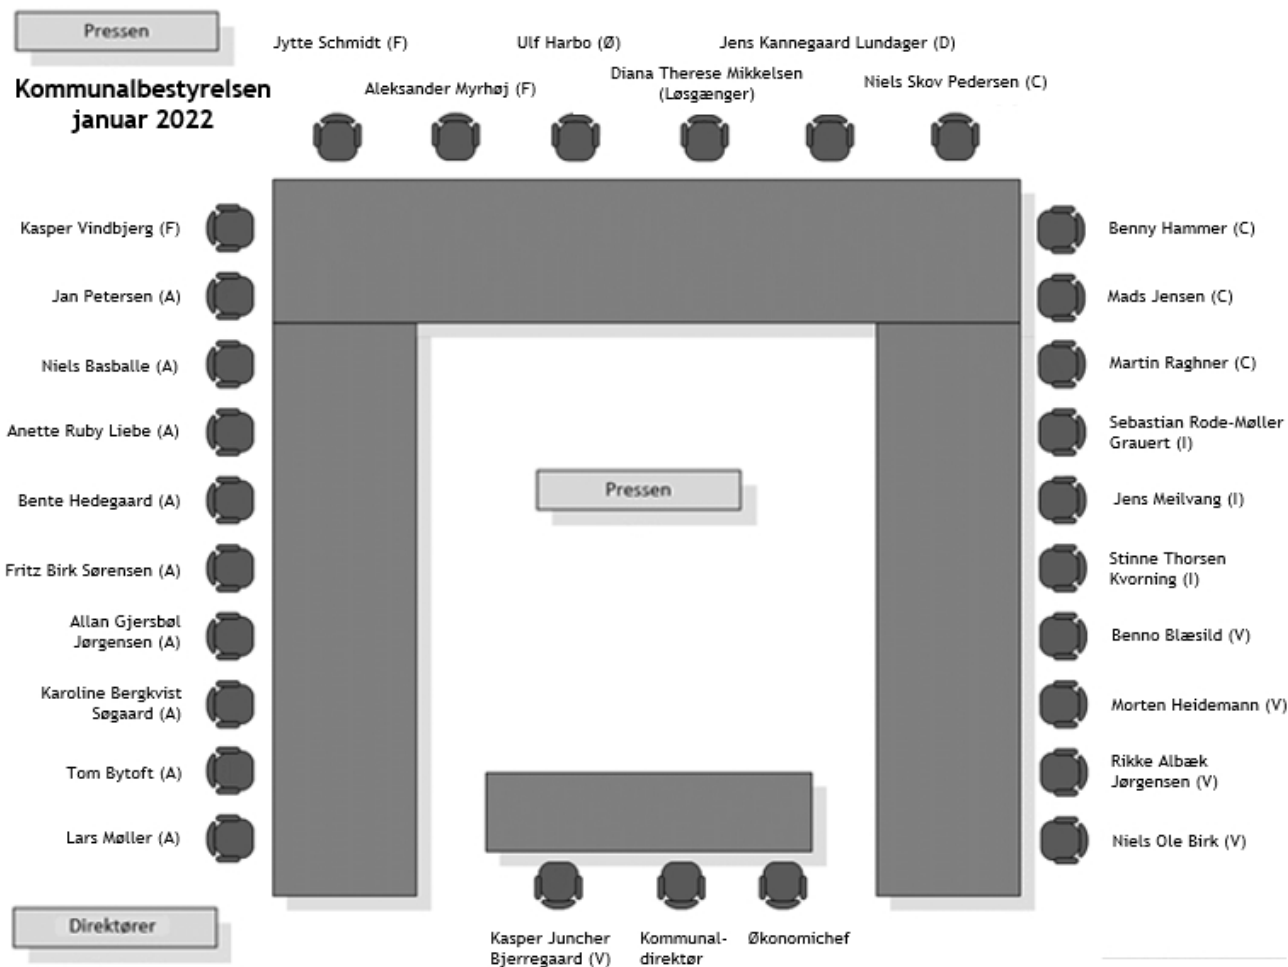 Pressen
Kommunalbestyrelsen
januar 2022
Jytte Schmidt (F)
Aleksander Myrhøj (F)
Ulf Harbo (Ø)
Diana Therese Mikkelsen
(Løsgænger)
Jens Kannegaard Lundager (D)
Niels Skov Pedersen (C)
Kasper Vindbjerg (F)
Jan Petersen (A)
Niels Basballe (A)
Anette Ruby Liebe (A)
Bente Hedegaard (A)
Fritz Birk Sørensen (A)
Allan Gjersbøl
Jørgensen (A)
Karoline Bergkvist
Søgaard (A)
Tom Bytoft (A)
Lars Møller (A)
Pressen
Benny Hammer (C)
Mads Jensen (C)
Martin Raghner (C)
Sebastian Rode-Møller
Grauert (I)
Jens Meilvang (I)
Stinne Thorsen
Kvorning (I)
Benno Blæsild (V)
Morten Heidemann (V)
Rikke Albæk
Jørgensen (V)
Niels Ole Birk (V)
Direktører
Kasper Juncher
Bjerregaard (V)
Kommunal-
direktør
Økonomichef